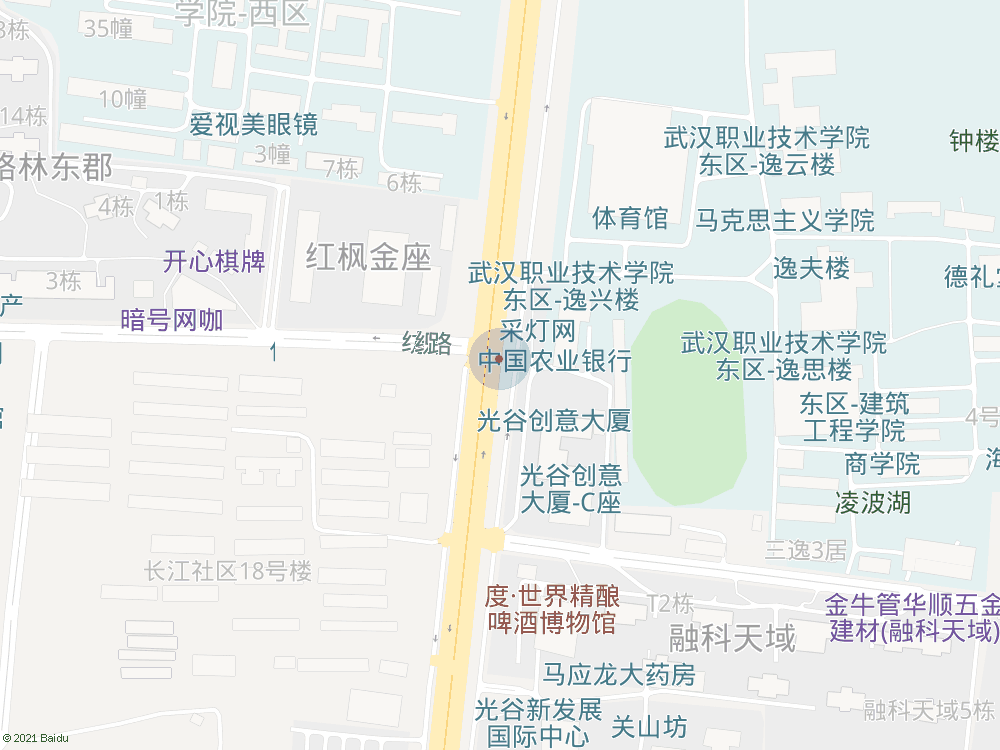 学院-西区
3栋
35幢
10幢
14栋
爱视美眼镜
3幢
7栋
6栋
格林东郡
4栋
1栋
武汉职业技术学院
东区-逸云楼
钟楼
体育馆
马克思主义学院
开心棋牌
红枫金座
3栋
武汉职业技术学院
东区-逸兴楼
逸夫楼
德礼堂
产
暗号网咖
采灯网
路
武汉职业技术学院
东区-逸思楼
中国农业银行
东区-建筑
工程学院
4号
馆
光谷创意大厦
商学院
海
光谷创意
大厦-C座
凌波湖
三逸3居
长江社区18号楼
度·世界精酿
啤酒博物馆
T2栋
金牛管华顺五金
建材(融科天域)
融科天域
马应龙大药房
光谷新发展
国际中心
关山坊
融科天域5栋
© 2021 Baidu